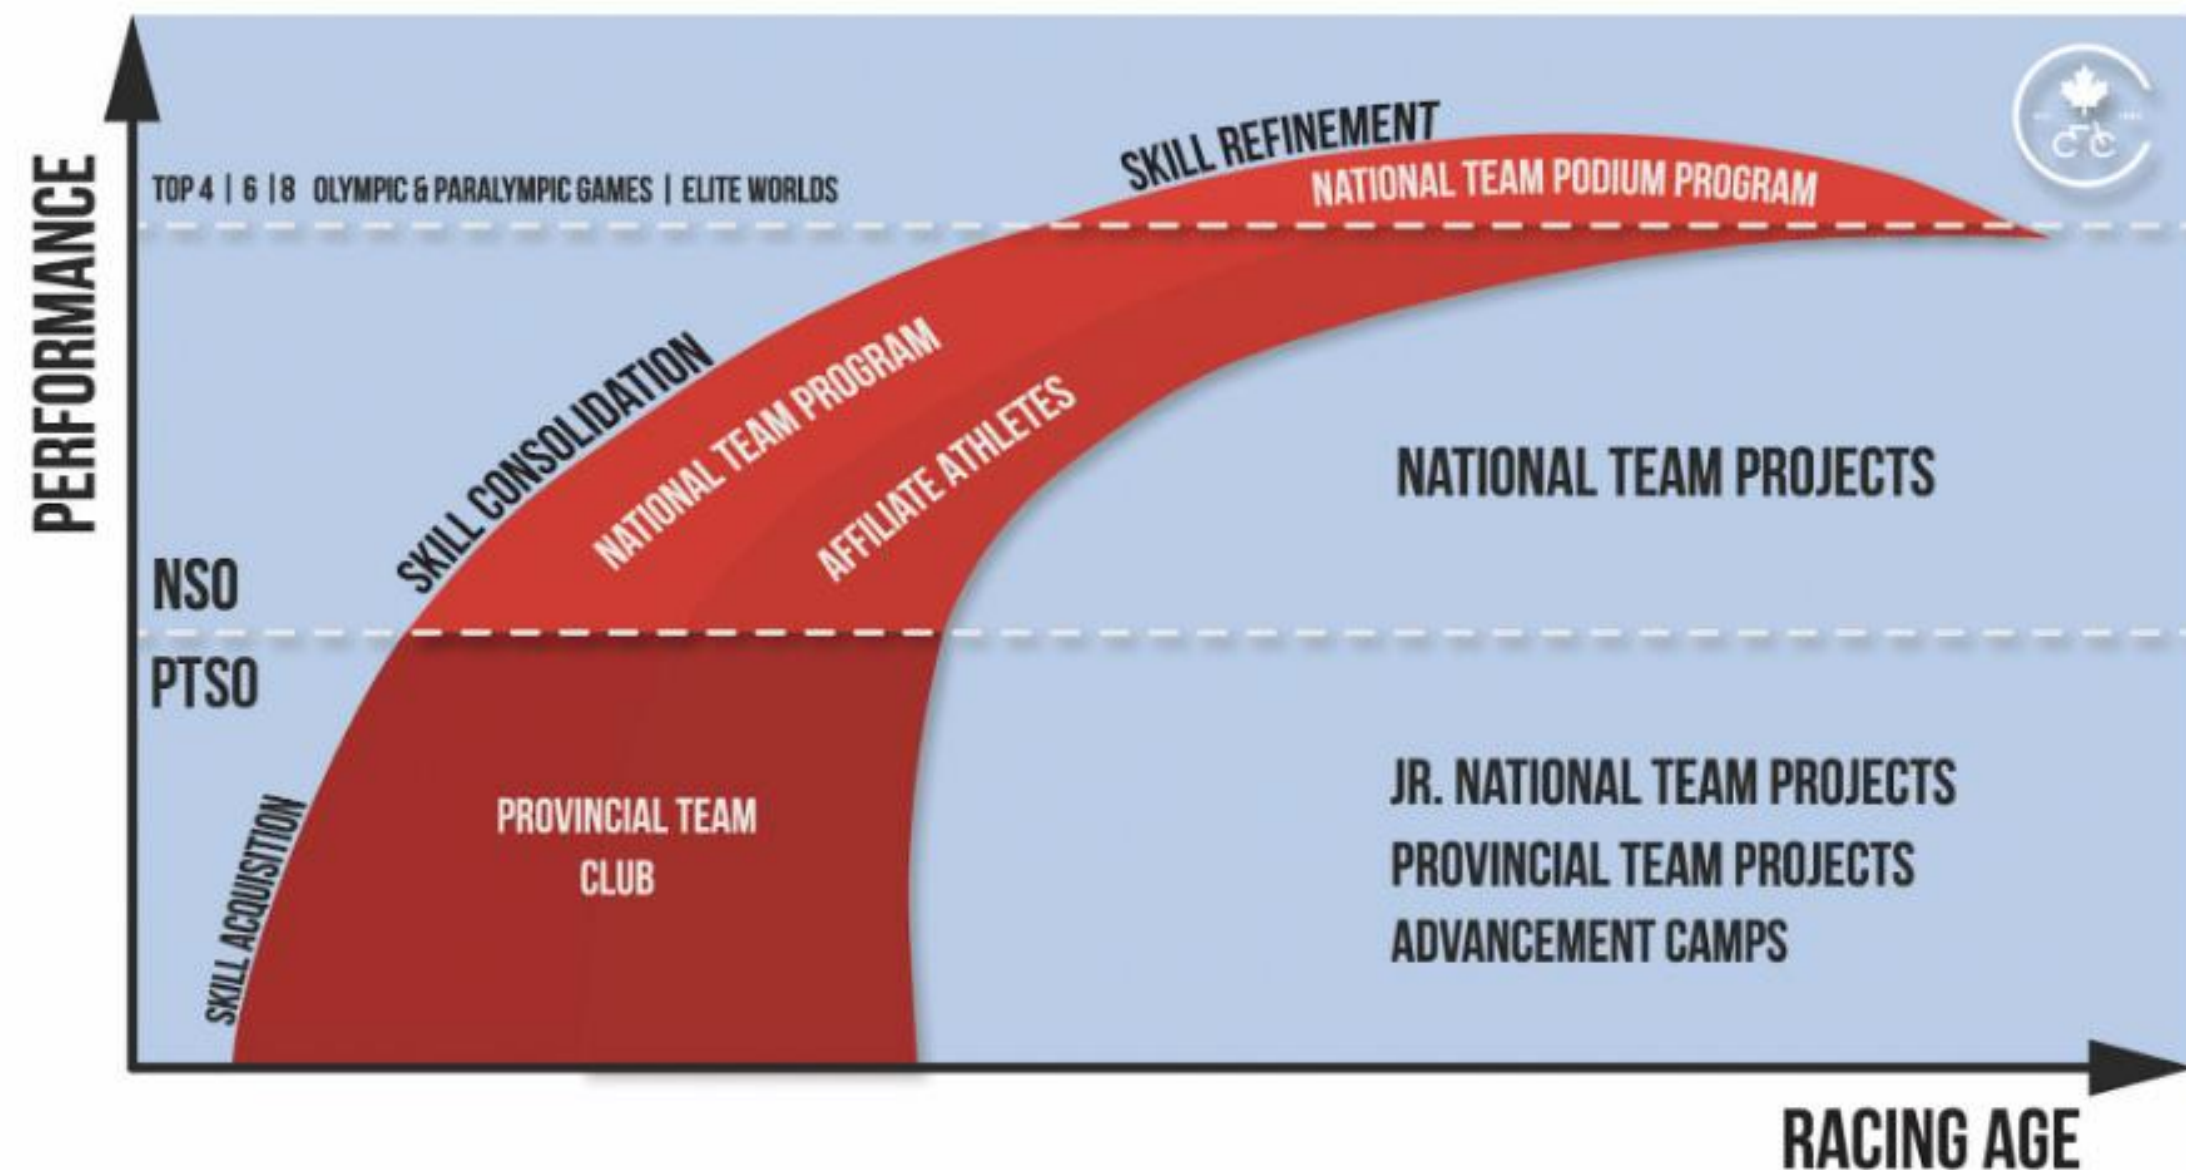 PERFORMANCE
TOP 4 | 6 | 8 OLYMPIC & PARALYMPIC GAMES | ELITE WORLDS
SKILL REFINEMENT
NATIONAL TEAM PODIUM PROGRAM
SKILL CONSOLIDATION
NATIONAL TEAM PROGRAM
AFFILIATE ATHLETES
NATIONAL TEAM PROJECTS
NSO
PTSO
SKILL ACQUISITION
PROVINCIAL TEAM
CLUB
JR. NATIONAL TEAM PROJECTS
PROVINCIAL TEAM PROJECTS
ADVANCEMENT CAMPS
RACING AGE